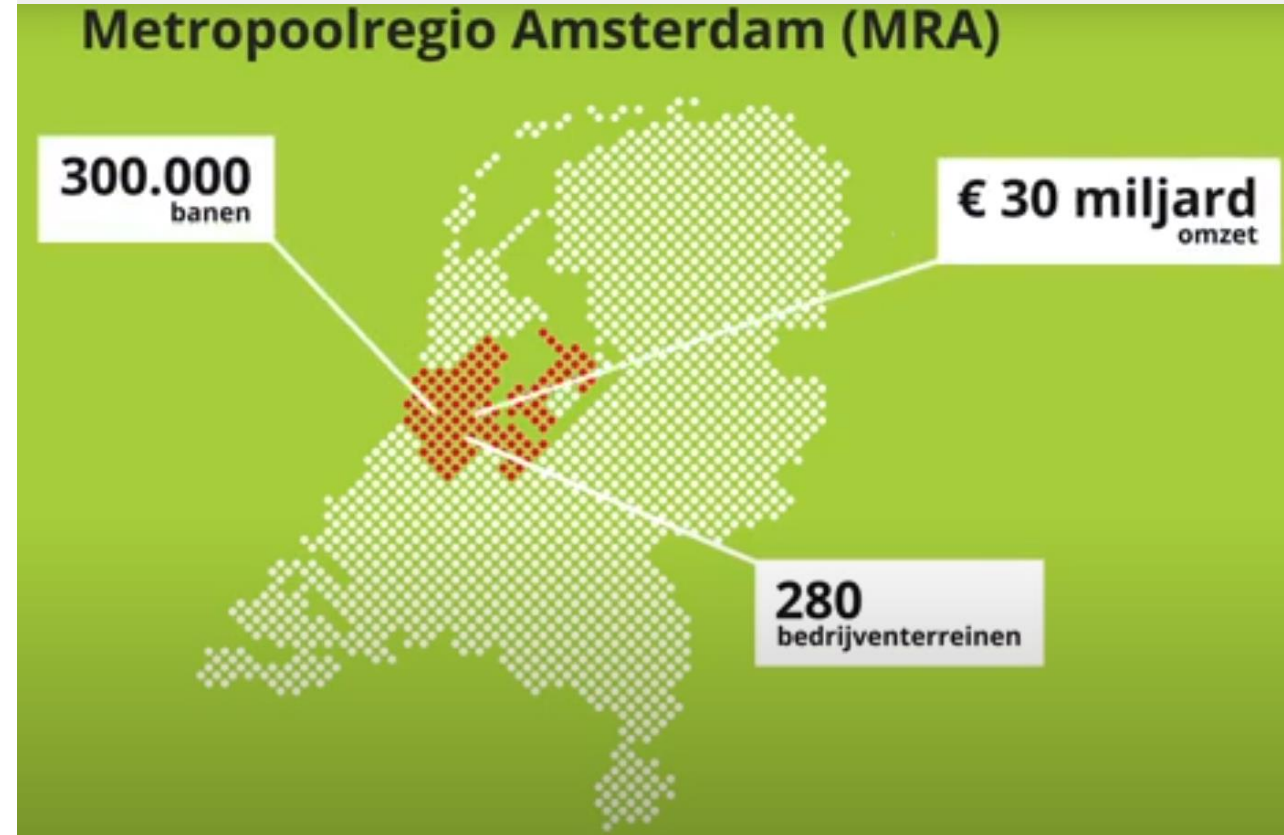 Metropoolregio Amsterdam (MRA)
300.000
banen
€ 30 miljard
omzet
280
bedrijventerreinen